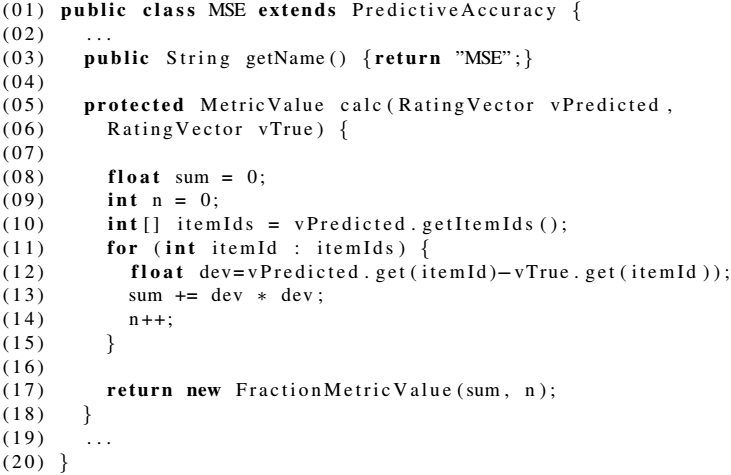 (01) public class MSE extends PredictiveAccuracy {
(02)   ...
(03)   public String getName() {return ”MSE”;}
(04)
(05)   protected MetricValue calc(RatingVector vPredicted,
(06)     RatingVector vTrue) {
(07)
(08)     float sum = 0;
(09)     int n = 0;
(10)     int[] itemIds = vPredicted.getItemIds();
(11)     for (int itemId : itemIds) {
(12)       float dev=vPredicted.get(itemId)−vTrue.get(itemId));
(13)       sum += dev * dev;
(14)       n++;
(15)     }
(16)
(17)     return new FractionMetricValue(sum, n);
(18)   }
(19)   ...
(20) }